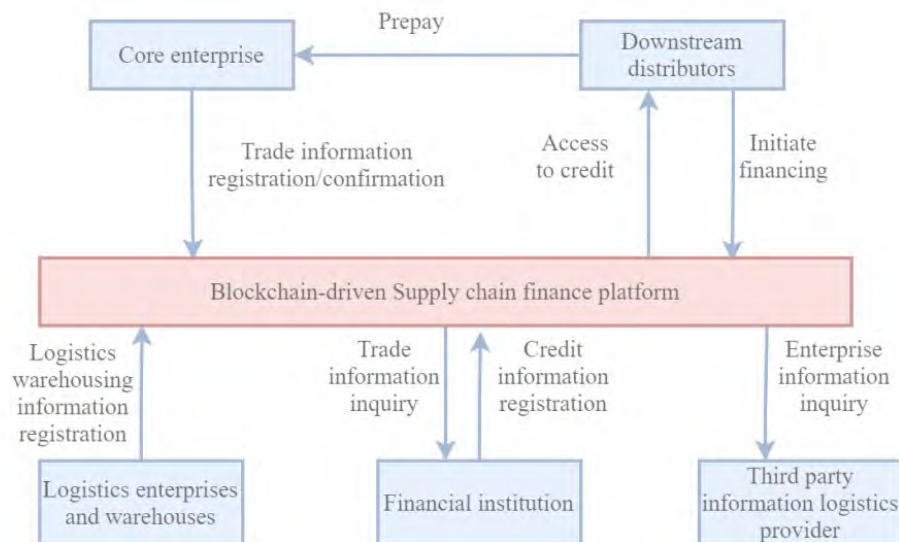 Prepay
Core enterprise
Downstream
distributors
Trade information
registration/confirmation
Access
to credit
Initiate
financing
Blockchain-driven Supply chain finance platform
Logistics
warehousing
information
registration
Trade
information
inquiry
Credit
information
registration
Enterprise
information
inquiry
Logistics enterprises
and warehouses
Financial institution
Third party
information logistics
provider